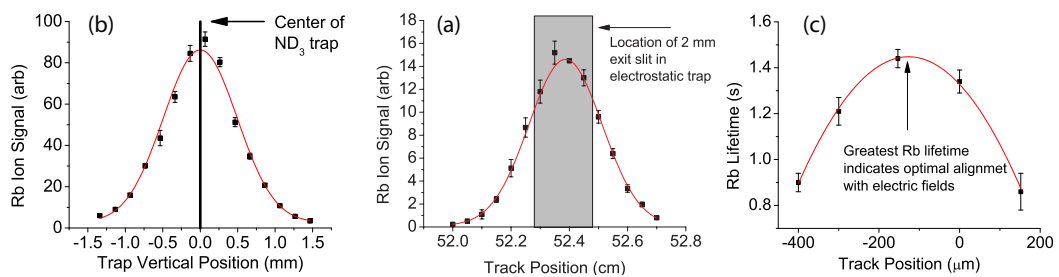 (b)
Center of
ND3 trap
Rb Ion Signal (arb)
100
80
60
40
20
0
-1.5 -1.0 -0.5 0.0 0.5 1.0 1.5
Trap Vertical Position (mm)
(a)
Location of 2 mm
exit slit in
electrostatic trap
Rb Ion Signal (arb)
18
16
14
12
10
8
6
4
2
0
52.0 52.2 52.4 52.6 52.8
Track Position (cm)
(c)
Greatest Rb lifetime
indicates optimal alignmet
with electric fields
Rb Lifetime (s)
1.6
1.4
1.2
1.0
0.8
-400 -200 0
Track Position (μm)